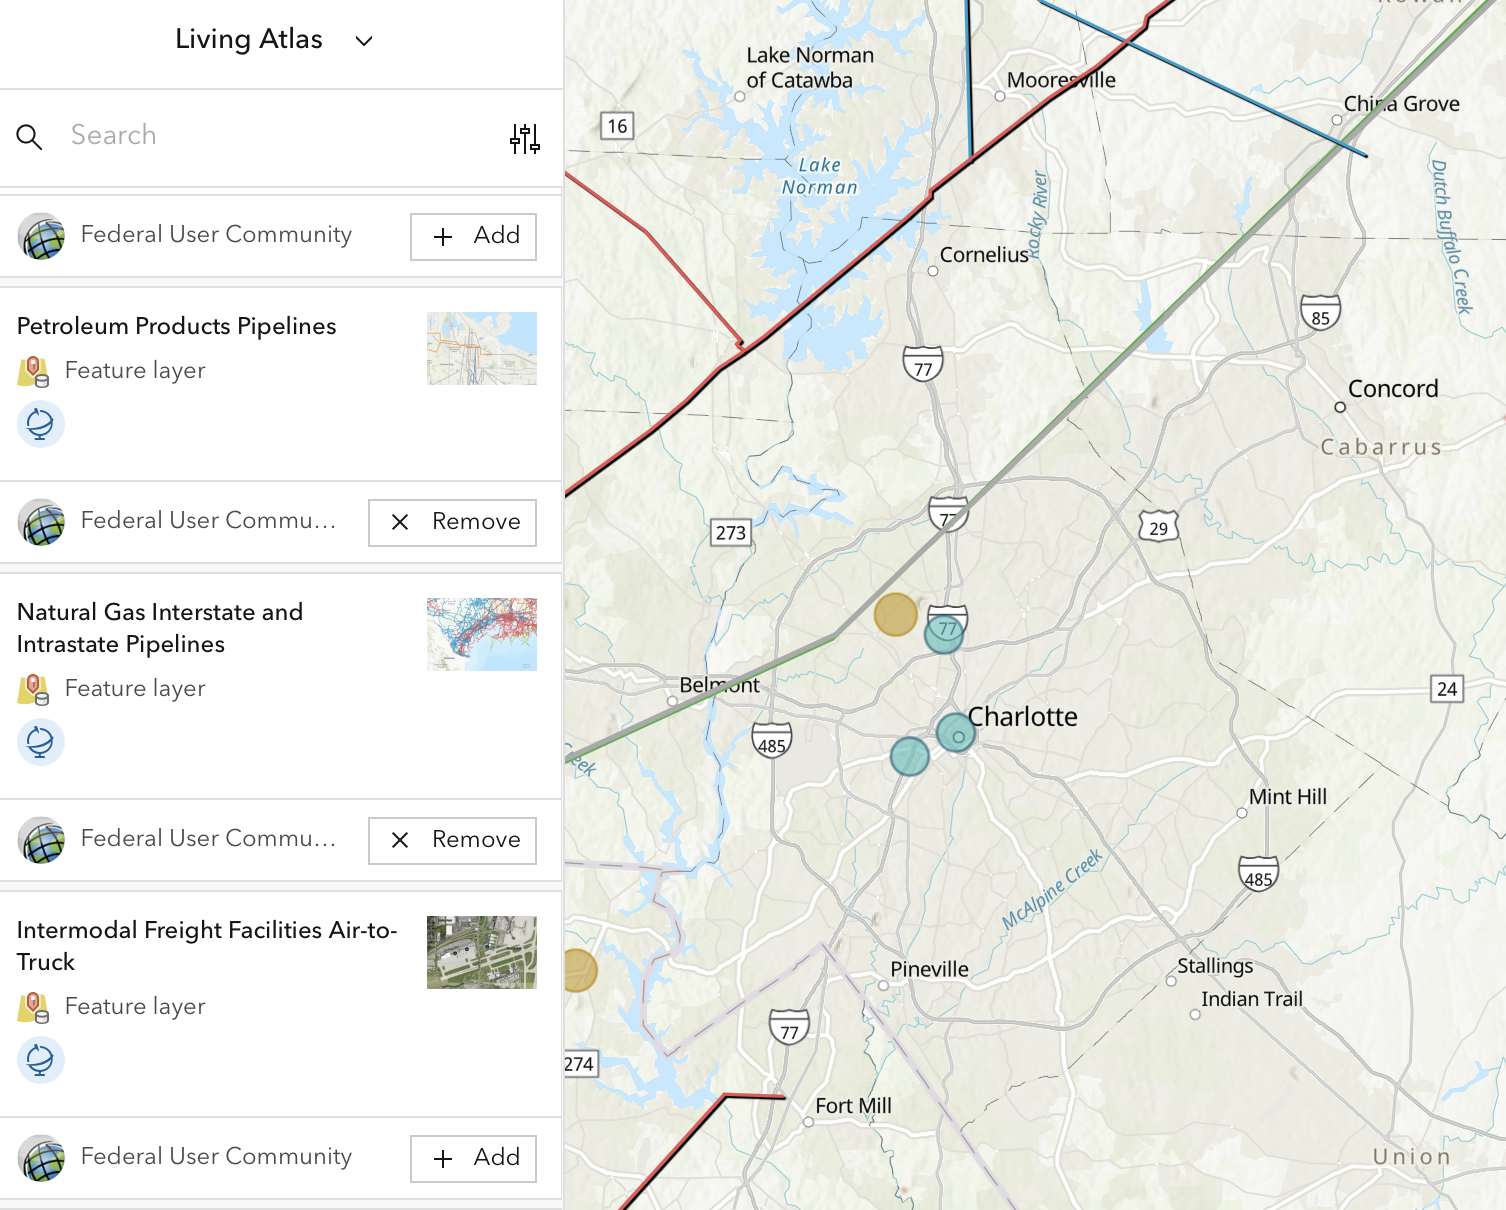 Living Atlas
Search
Federal User Community
Add
Petroleum Products Pipelines
Feature layer
Federal User Commu...
Remove
Natural Gas Interstate and
Intrastate Pipelines
Feature layer
Federal User Commu...
Remove
Intermodal Freight Facilities Air-to-
Truck
Feature layer
Federal User Community
Add
Rowan
Lake Norman
of Catawba
Mooresville
China Grove
16
Lake
Norman
Rocky River
Dutch Buffalo Creek
Cornelius
85
77
Concord
Cabarrus
77
273
29
77
Belmont
24
Charlotte
485
eek
Mint Hill
McAlpine Creek
485
Pineville
Stallings
Indian Trail
77
274
Fort Mill
Union